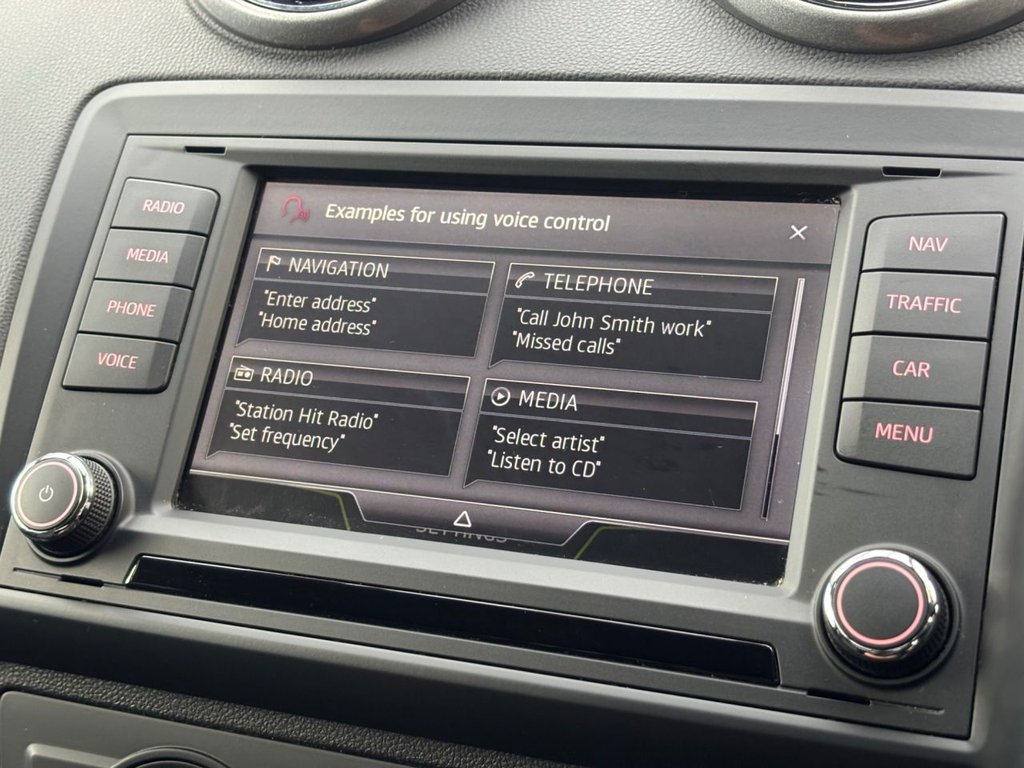 RADIO
MEDIA
PHONE
VOICE
Examples for using voice control
NAVIGATION
"Enter address"
"Home address"
TELEPHONE
"Call John Smith work"
"Missed calls"
RADIO
"Station Hit Radio"
"Set frequency"
MEDIA
"Select artist"
"Listen to CD"
SETTINGS
NAV
TRAFFIC
CAR
MENU